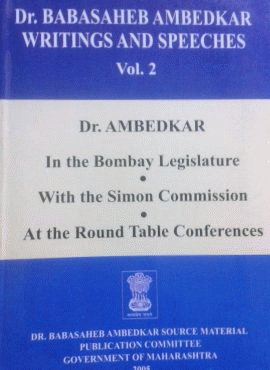 Dr. BABASAHEB AMBEDKAR
WRITINGS AND SPEECHES
Vol. 2
Dr. AMBEDKAR
In the Bombay Legislature
•
With the Simon Commission
•
At the Round Table Conferences
DR. BABASAHEB AMBEDKAR SOURCE MATERIAL
PUBLICATION COMMITTEE
GOVERNMENT OF MAHARASHTRA
2005